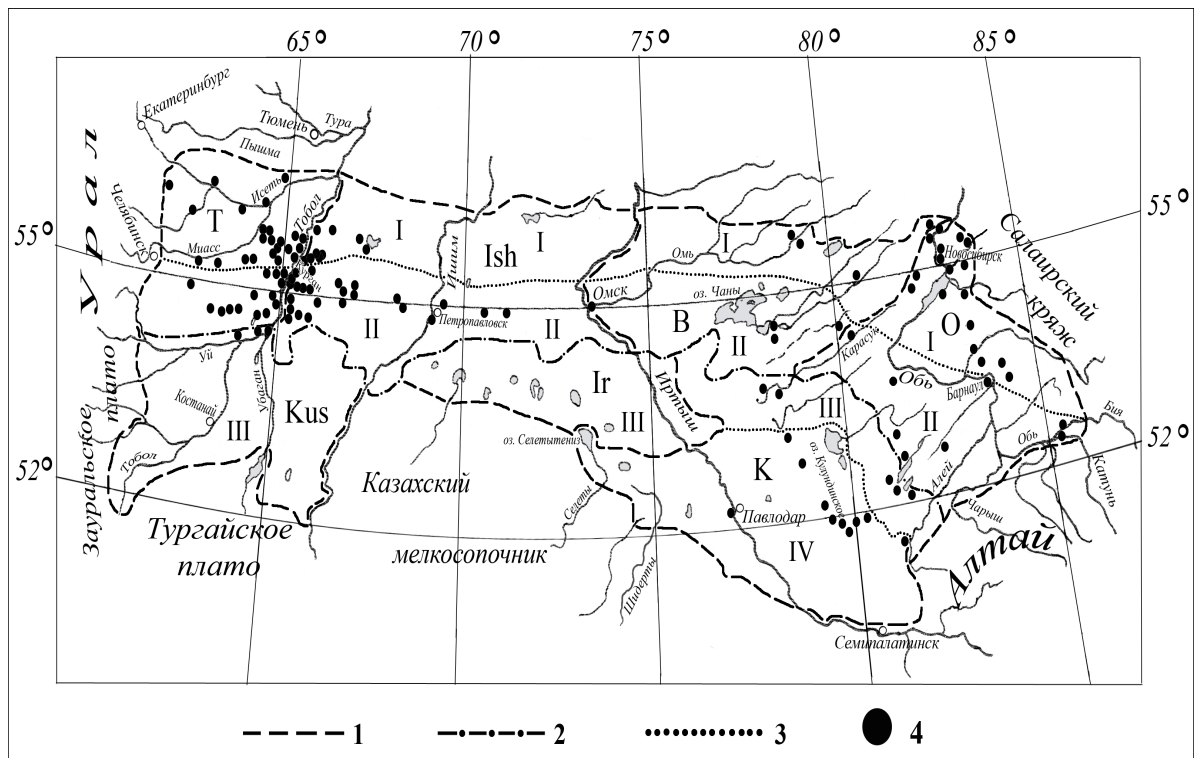 65° 70° 75° 80° 85°
Екатеринбург
Тюмень
Тура
Пышма
Урал
Челябинск
Исеть
Тобол
Миасс
T
I
Ish
I
Ишим
Омь
I
55°
55°
Салаирский
кряж
Новосибирск
Омск
оз. Чаны
B
II
II
II
Петропавловск
Карасук
O
I
Обь
Барнаул
Уй
Убаган
Костанай
Зауральское
плато
III
Kus
Ir
III
Иртыш
III
II
Обь
Бия
Катунь
52°
52°
Тобол
оз. Селетытениз
K
оз. Кулундинское
Алей
Чарыш
Казахский
мелкосопочник
Селеты
Павлодар
Тургайское
плато
IV
Алтай
Шидерты
Семипалатинск
1 2 3 4